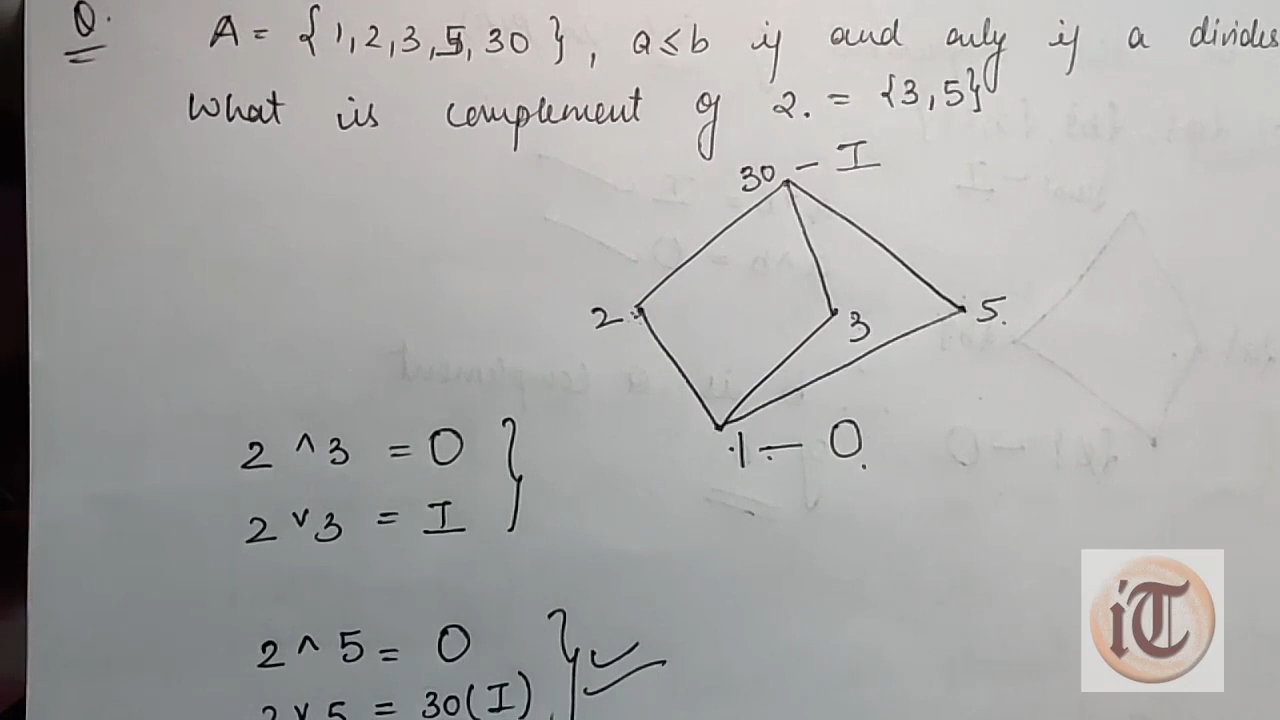 Q. A = { 1, 2, 3, 5, 30 }, a ≤ b if and only if a divides
What is complement of 2. = {3, 5}
30 - I
2
3
5.
1 - 0.
2 ^ 3 = 0
2 v 3 = I
2 ^ 5 = 0
2 v 5 = 30(I)
iT